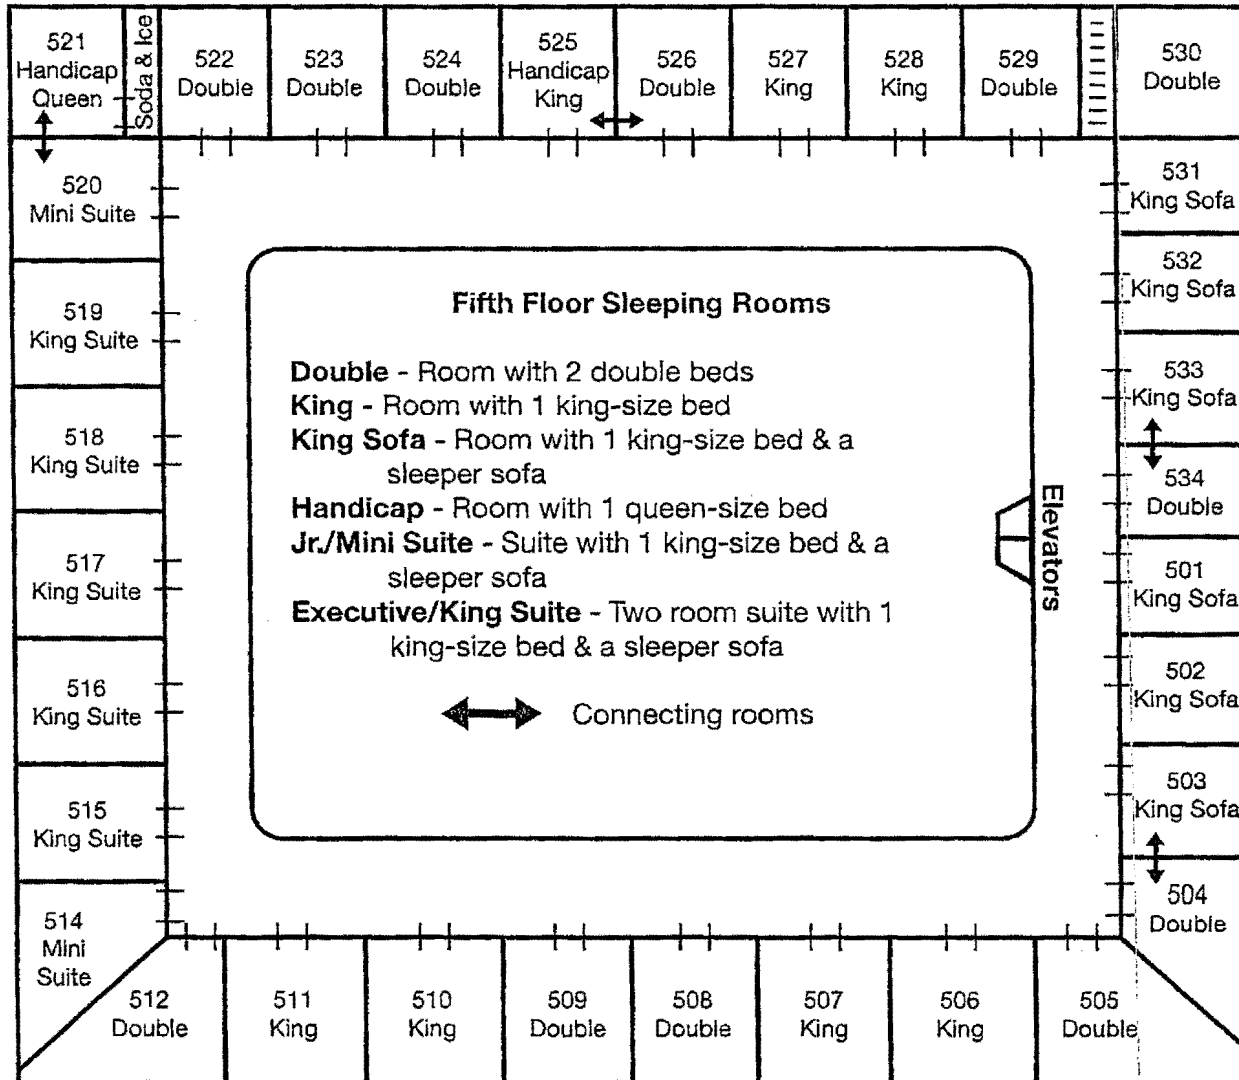 521
Handicap
Queen
Soda & Ice
522
Double
523
Double
524
Double
525
Handicap
King
526
Double
527
King
528
King
529
Double
530
Double
520
Mini Suite
519
King Suite
518
King Suite
517
King Suite
516
King Suite
515
King Suite
514
Mini
Suite
Fifth Floor Sleeping Rooms
Double - Room with 2 double beds
King - Room with 1 king-size bed
King Sofa - Room with 1 king-size bed & a
sleeper sofa
Handicap - Room with 1 queen-size bed
Jr./Mini Suite - Suite with 1 king-size bed & a
sleeper sofa
Executive/King Suite - Two room suite with 1
king-size bed & a sleeper sofa
Connecting rooms
Elevators
531
King Sofa
532
King Sofa
533
King Sofa
534
Double
501
King Sofa
502
King Sofa
503
King Sofa
504
Double
512
Double
511
King
510
King
509
Double
508
Double
507
King
506
King
505
Double